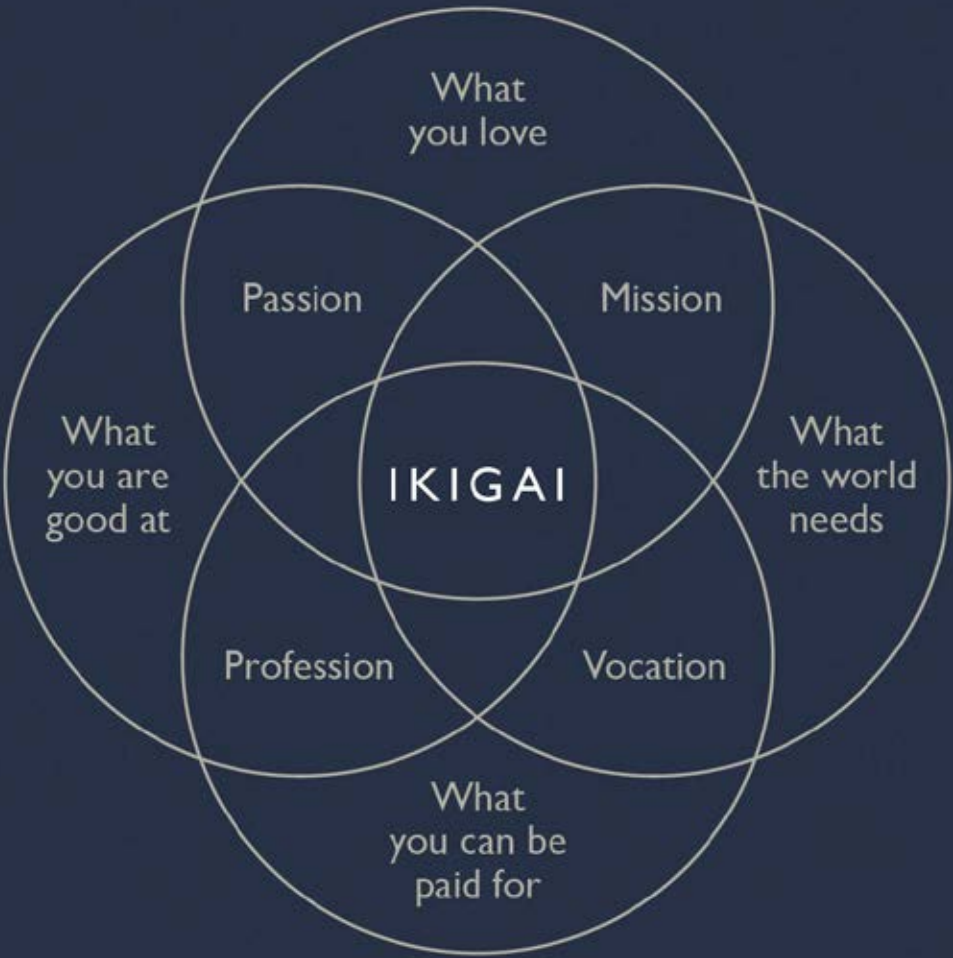 What
you love
Passion
Mission
What
you are
good at
IKIGAI
What
the world
needs
Profession
Vocation
What
you can be
paid for